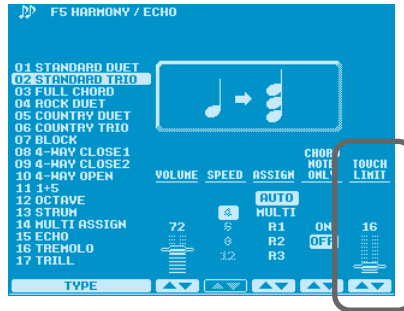 F5 HARMONY / ECHO
01 STANDARD DUET
02 STANDARD TRIO
03 FULL CHORD
04 ROCK DUET
05 COUNTRY DUET
06 COUNTRY TRIO
07 BLOCK
08 4-WAY CLOSE1
09 4-WAY CLOSE2
10 4-WAY OPEN
11 1+5
12 OCTAVE
13 STRUM
14 MULTI ASSIGN
15 ECHO
16 TREMOLO
17 TRILL
TYPE
VOLUME
72
SPEED
4
6
8
12
ASSIGN
AUTO
MULTI
R1
R2
R3
CHORD
NOTE
ONLY
ON
OFF
TOUCH
LIMIT
16